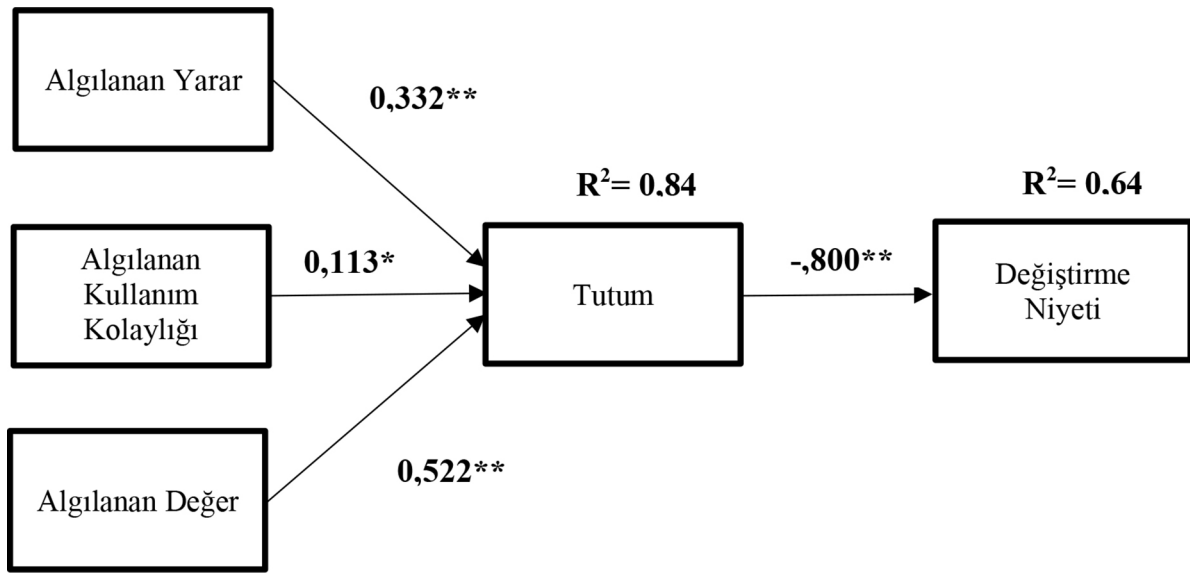 Algılanan Yarar
0,332**
R²= 0,84
R²= 0,64
Algılanan
Kullanım
Kolaylığı
0,113*
Tutum
-,800**
Değiştirme
Niyeti
0,522**
Algılanan Değer